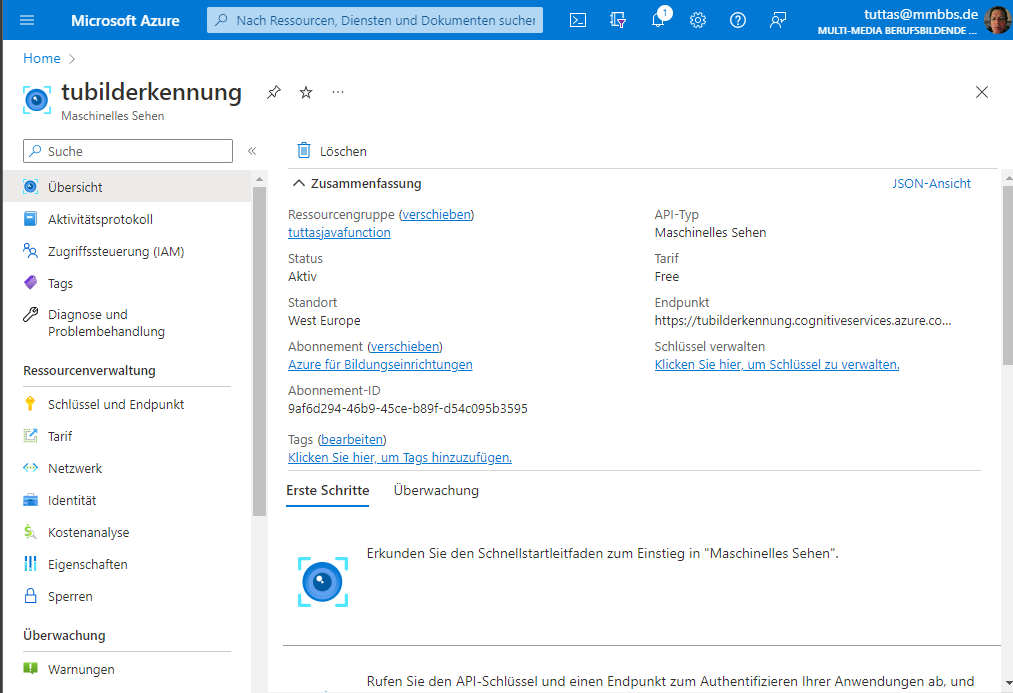 Microsoft Azure
Nach Ressourcen, Diensten und Dokumenten suchen
1
tuttas@mmbbs.de
MULTI-MEDIA BERUFSBILDENDE ...
Home
tubilderkennung
...
Maschinelles Sehen
Suche
«
Übersicht
Aktivitätsprotokoll
Zugriffssteuerung (IAM)
Tags
Diagnose und
Problembehandlung
Ressourcenverwaltung
Schlüssel und Endpunkt
Tarif
Netzwerk
Identität
Kostenanalyse
Eigenschaften
Sperren
Überwachung
Warnungen
Löschen
Zusammenfassung
JSON-Ansicht
Ressourcengruppe (verschieben)
tuttasjavafunction
Status
Aktiv
Standort
West Europe
Abonnement (verschieben)
Azure für Bildungseinrichtungen
Abonnement-ID
9af6d294-46b9-45ce-b89f-d54c095b3595
Tags (bearbeiten)
Klicken Sie hier, um Tags hinzuzufügen.
API-Typ
Maschinelles Sehen
Tarif
Free
Endpunkt
https://tubilderkennung.cognitiveservices.azure.co...
Schlüssel verwalten
Klicken Sie hier, um Schlüssel zu verwalten.
Erste Schritte
Überwachung
Erkunden Sie den Schnellstartleitfaden zum Einstieg in "Maschinelles Sehen".
Rufen Sie den API-Schlüssel und einen Endpunkt zum Authentifizieren Ihrer Anwendungen ab, und